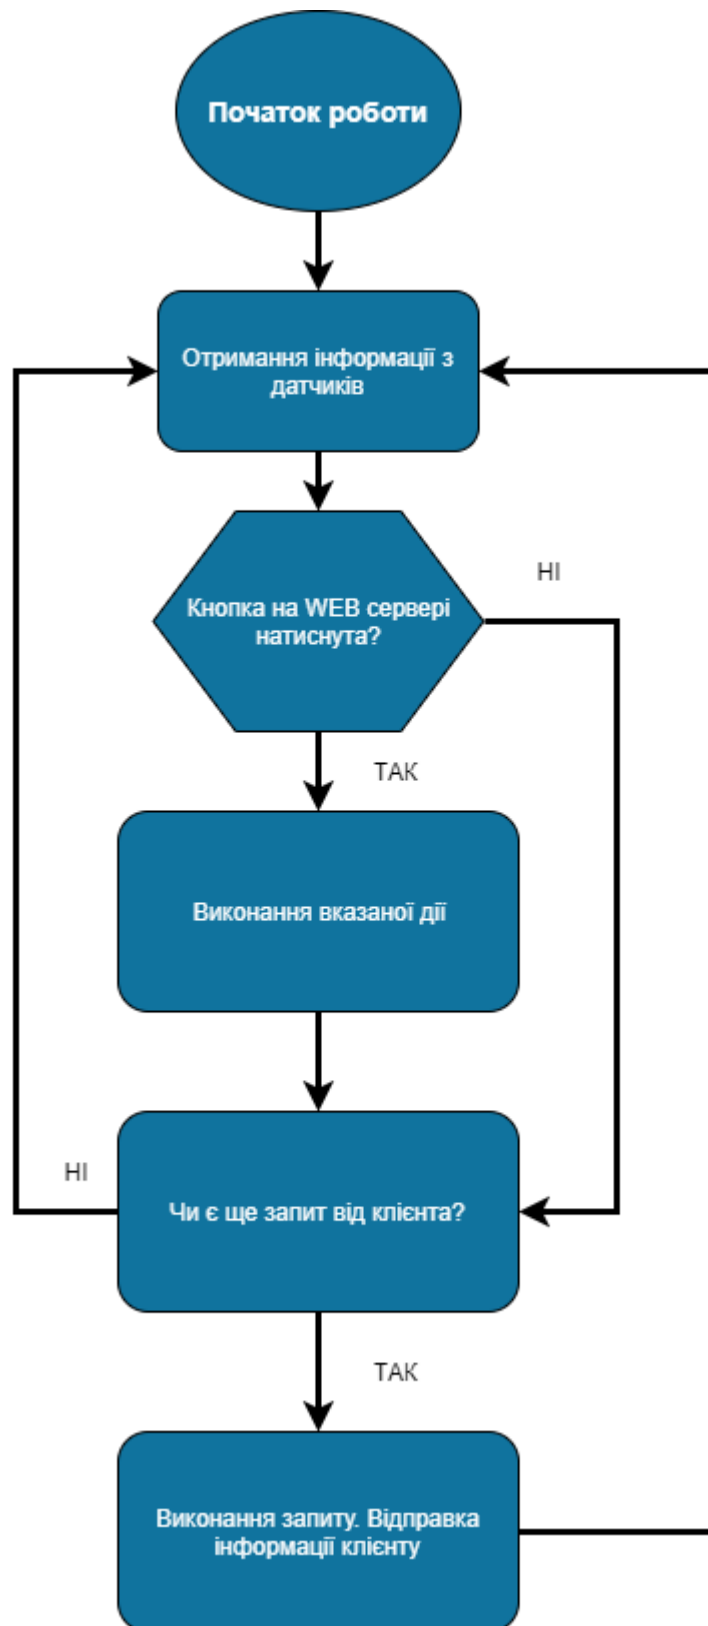 Початок роботи
Отримання інформації з
датчиків
НІ
Кнопка на WEB сервері
натиснута?
ТАК
Виконання вказаної дії
НІ
Чи є ще запит від клієнта?
ТАК
Виконання запиту. Відправка
інформації клієнту